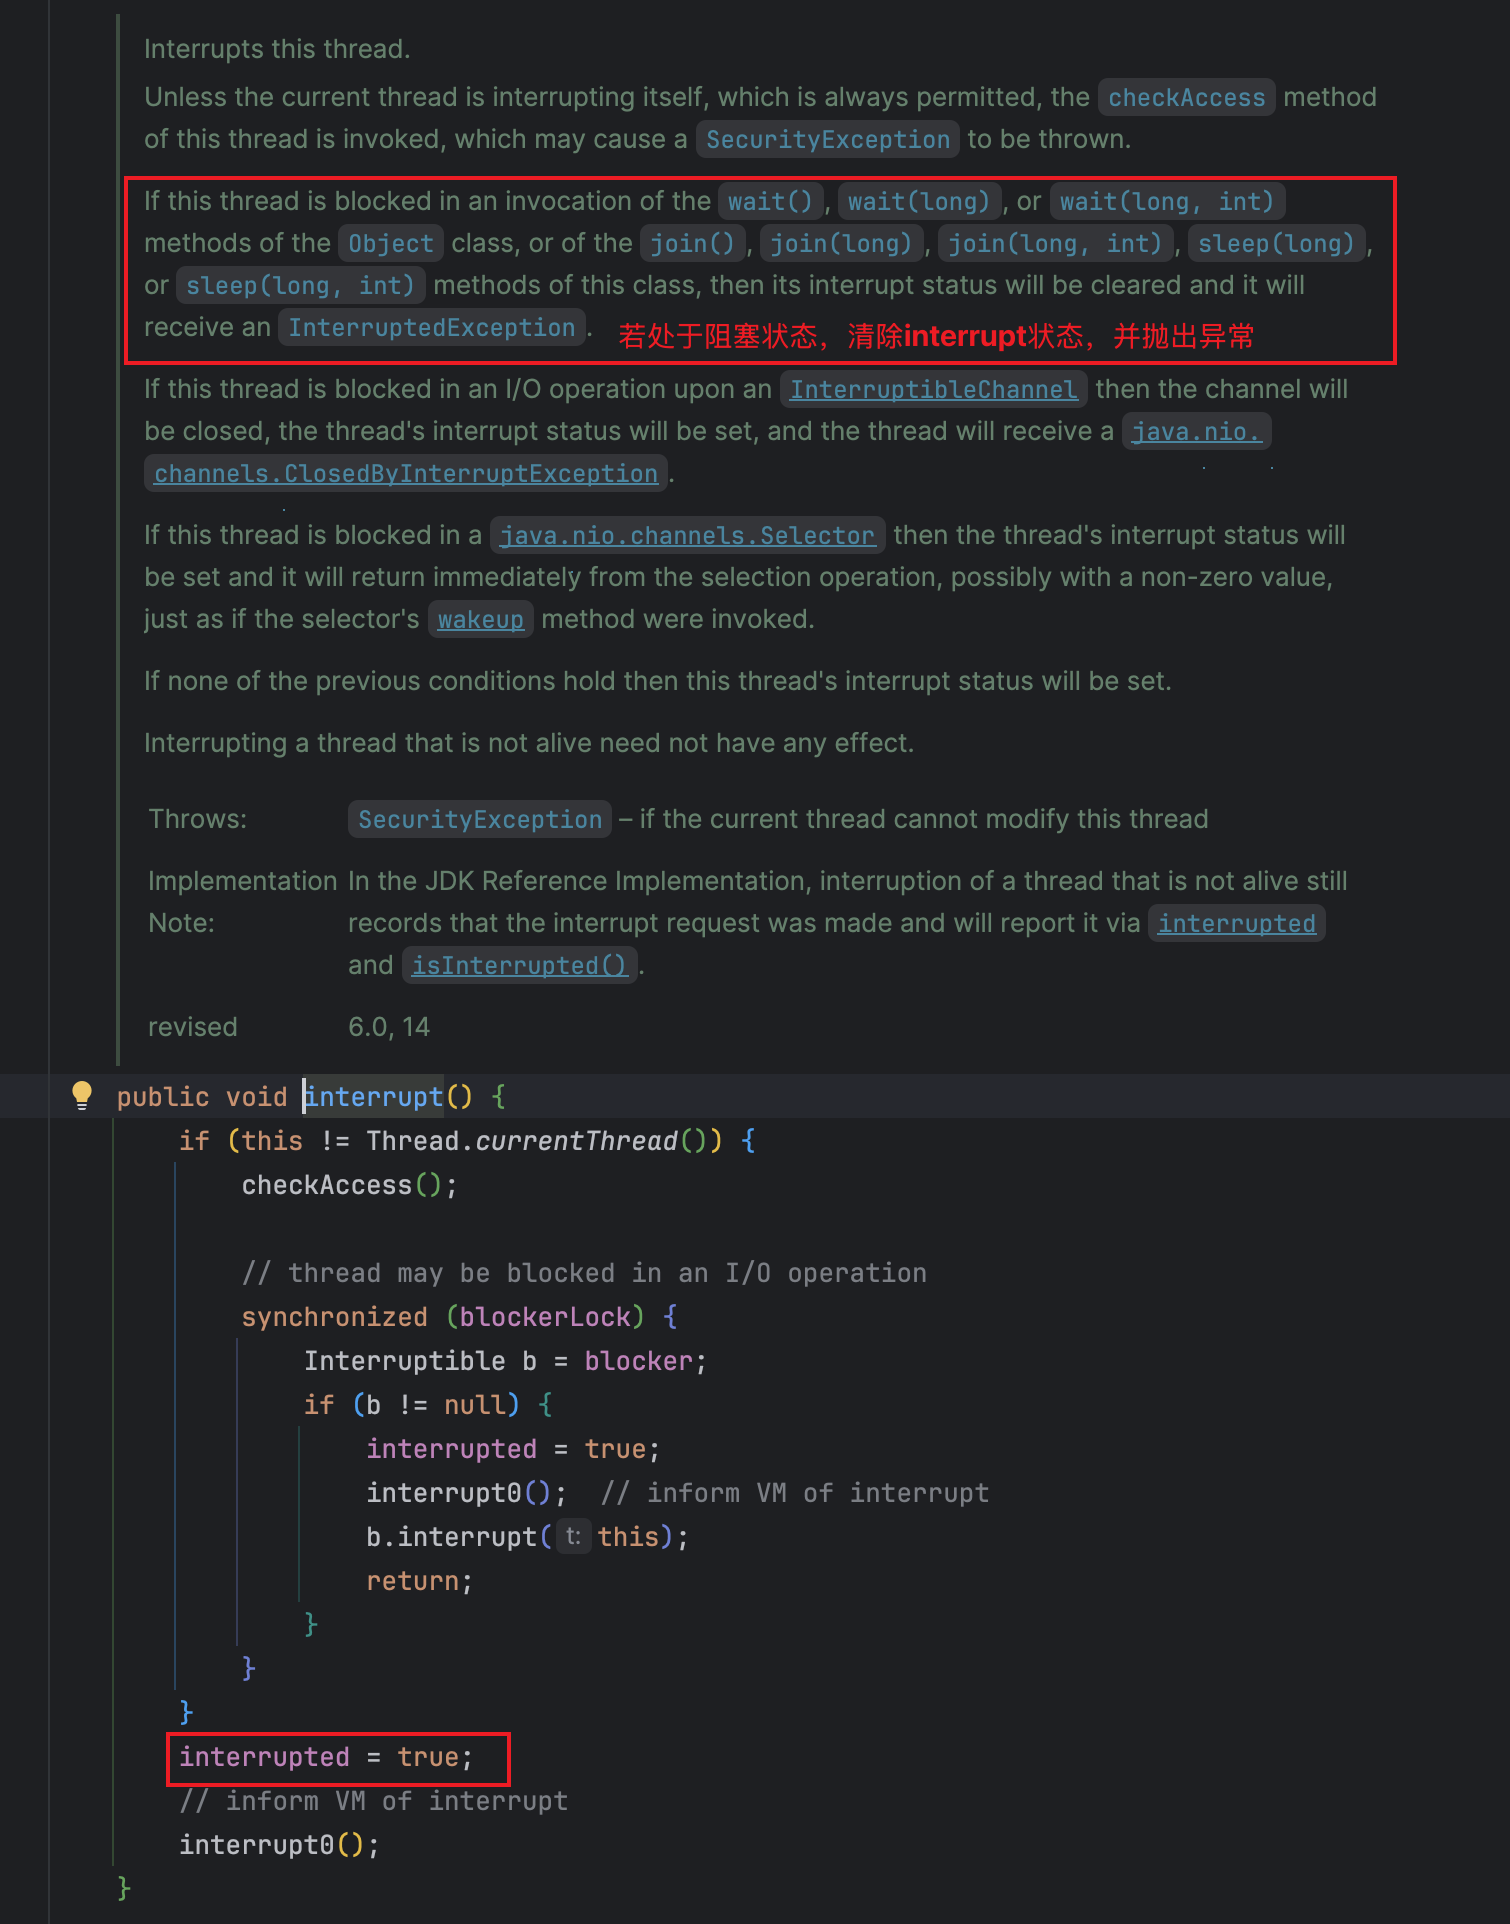 Interrupts this thread.
Unless the current thread is interrupting itself, which is always permitted, the checkAccess method
of this thread is invoked, which may cause a SecurityException to be thrown.
If this thread is blocked in an invocation of the wait(), wait(long), or wait(long, int)
methods of the Object class, or of the join(), join(long), join(long, int), sleep(long),
or sleep(long, int) methods of this class, then its interrupt status will be cleared and it will
receive an InterruptedException. 若处于阻塞状态，清除interrupt状态，并抛出异常
If this thread is blocked in an I/O operation upon an InterruptibleChannel then the channel will
be closed, the thread's interrupt status will be set, and the thread will receive a java.nio.
channels.ClosedByInterruptException.
If this thread is blocked in a java.nio.channels.Selector then the thread's interrupt status will
be set and it will return immediately from the selection operation, possibly with a non-zero value,
just as if the selector's wakeup method were invoked.
If none of the previous conditions hold then this thread's interrupt status will be set.
Interrupting a thread that is not alive need not have any effect.
Throws: SecurityException – if the current thread cannot modify this thread
Implementation In the JDK Reference Implementation, interruption of a thread that is not alive still
Note: records that the interrupt request was made and will report it via interrupted
and isInterrupted().
revised 6.0, 14
public void interrupt() {
if (this != Thread.currentThread()) {
checkAccess();
// thread may be blocked in an I/O operation
synchronized (blockerLock) {
Interruptible b = blocker;
if (b != null) {
interrupted = true;
interrupt0();  // inform VM of interrupt
b.interrupt( t: this);
return;
}
}
}
interrupted = true;
// inform VM of interrupt
interrupt0();
}